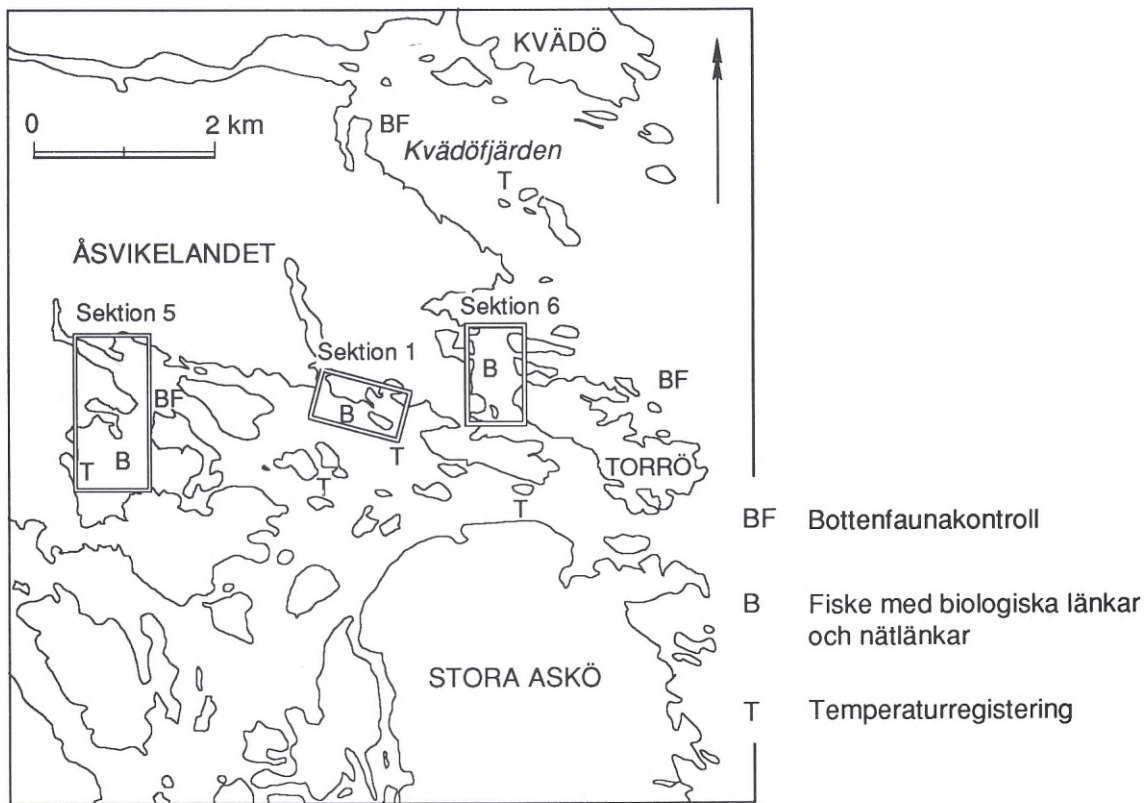 KVÄDÖ
0 2 km
BF
Kvädöfjärden
T
ÅSVIKELANDET
Sektion 5
Sektion 6
Sektion 1
B
BF
BF
B
T
B
T
TORRÖ
T
T
BF Bottenfaunakontroll
B Fiske med biologiska länkar
och nätlänkar
STORA ASKÖ
T Temperaturregistering